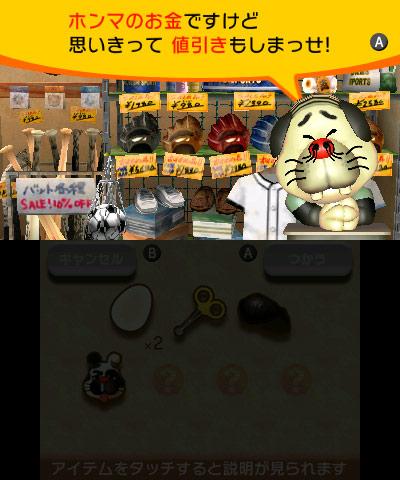 ホンマのお金ですけど
思いきって 値引きもしまっせ!
A
SPORTS
バット各種
SALE!10%OFF
キャンセル
B
A
つかう
×2
?
?
?
アイテムをタッチすると説明が見られます